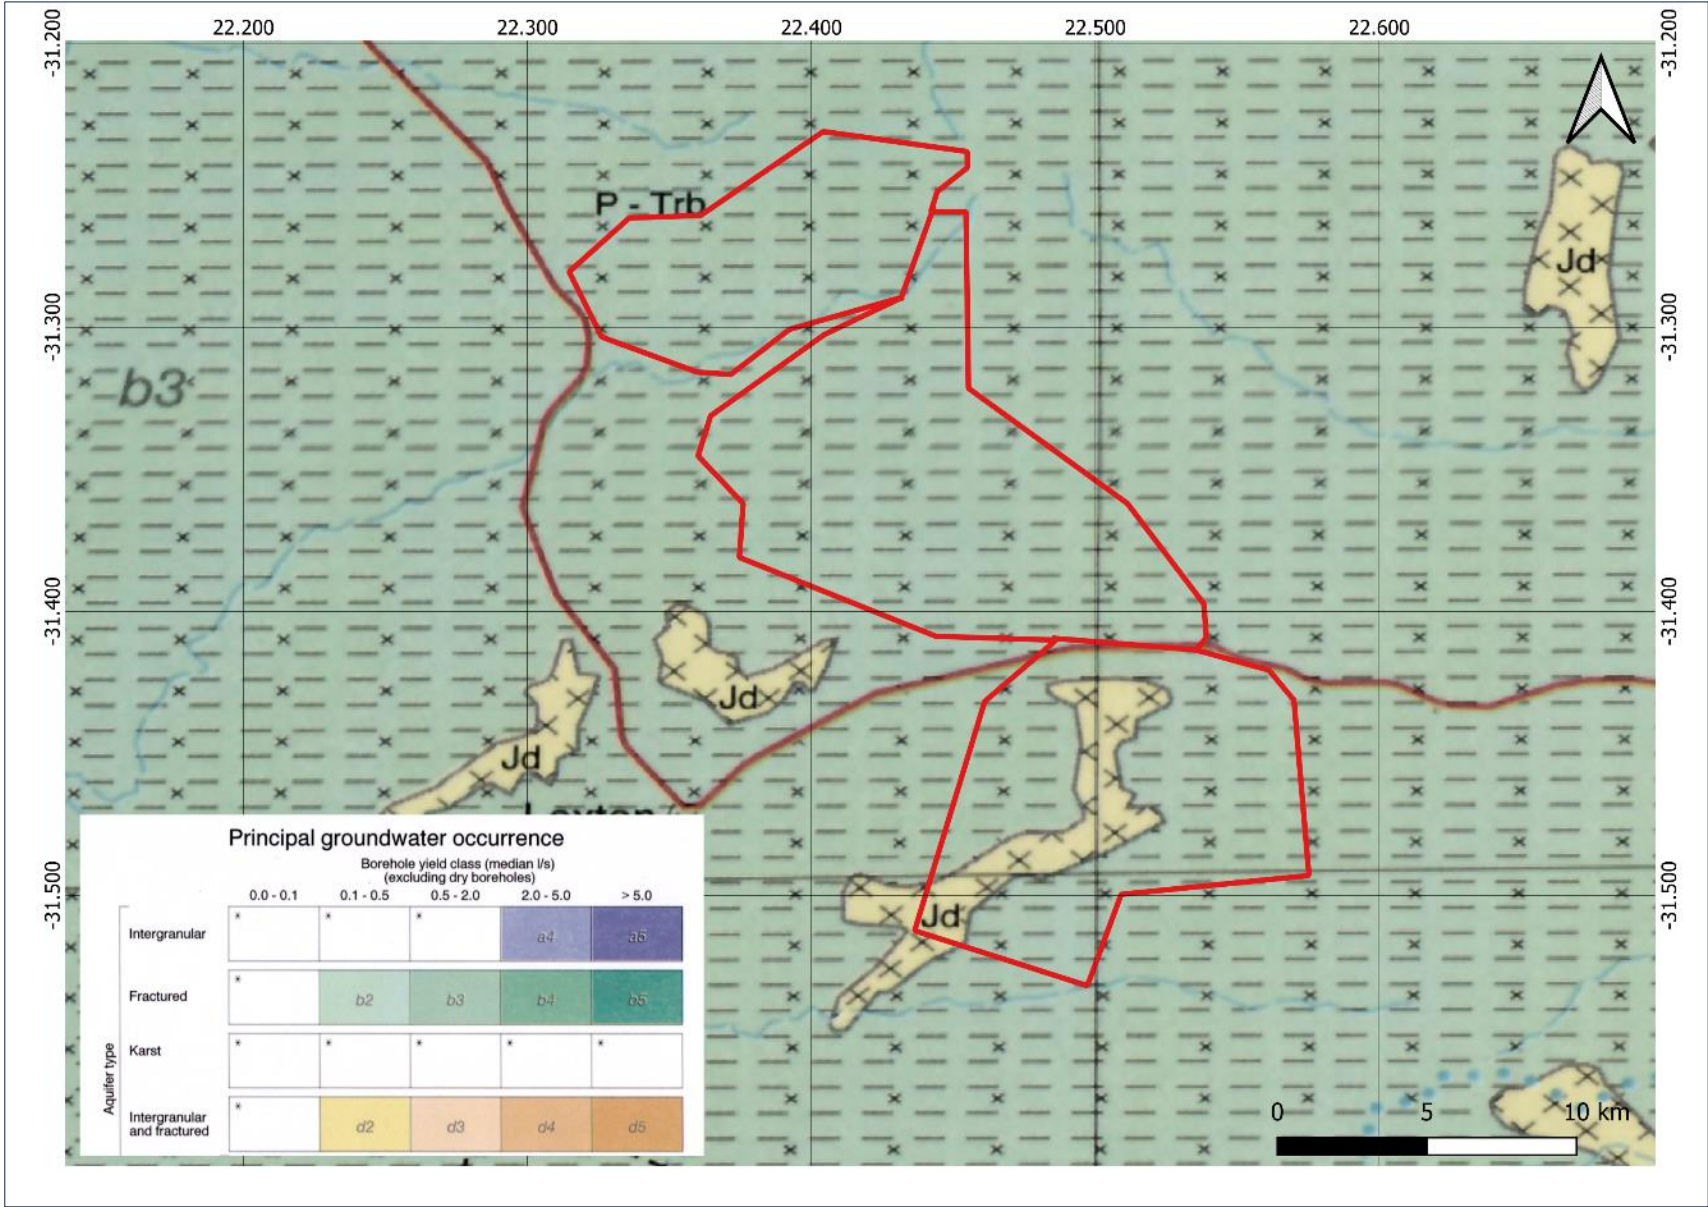 22.200 22.300 22.400 22.500 22.600
-31.200 -31.200
P - Trb
Jd
-31.300 -31.300
b3
-31.400 -31.400
Jd
Jd
-31.500 -31.500
Jd
Principal groundwater occurrence
Borehole yield class (median l/s)
(excluding dry boreholes)
0.0 - 0.1 0.1 - 0.5 0.5 - 2.0 2.0 - 5.0 > 5.0
Aquifer type
Intergranular * * * a4 a5
Fractured * b2 b3 b4 b5
Karst * * * * *
Intergranular
and fractured * d2 d3 d4 d5
0 5 10 km